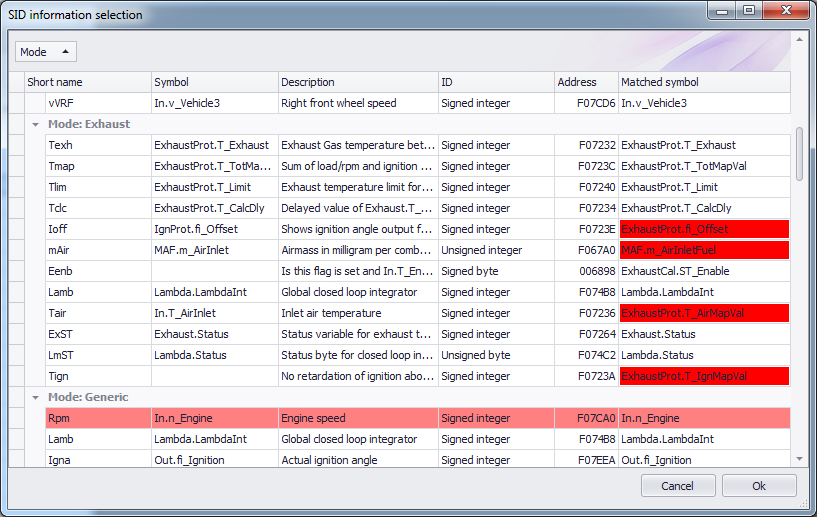 SID information selection
Mode
Short name Symbol Description ID Address Matched symbol
vVRF In.v_Vehicle3 Right front wheel speed Signed integer F07CD6 In.v_Vehicle3
Mode: Exhaust
Texh ExhaustProt.T_Exhaust Exhaust Gas temperature bet... Signed integer F07232 ExhaustProt.T_Exhaust
Tmap ExhaustProt.T_TotMa... Sum of load/rpm and ignition ... Signed integer F0723C ExhaustProt.T_TotMapVal
Tlim ExhaustProt.T_Limit Exhaust temperature limit for... Signed integer F07240 ExhaustProt.T_Limit
Tclc ExhaustProt.T_CalcDly Delayed value of Exhaust.T_... Signed integer F07234 ExhaustProt.T_CalcDly
Ioff IgnProt.fi_Offset Shows ignition angle output f... Signed integer F0723E ExhaustProt.fi_Offset
mAir MAF.m_AirInlet Airmass in milligram per comb... Unsigned integer F067A0 MAF.m_AirInletFuel
Eenb Is this flag is set and In.T_En... Signed byte 006898 ExhaustCal.ST_Enable
Lamb Lambda.LambdaInt Global closed loop integrator Signed integer F074B8 Lambda.LambdaInt
Tair In.T_AirInlet Inlet air temperature Signed integer F07236 ExhaustProt.T_AirMapVal
ExST Exhaust.Status Status variable for exhaust t... Signed integer F07264 Exhaust.Status
LmST Lambda.Status Status byte for closed loop in... Unsigned byte F074C2 Lambda.Status
Tign No retardation of ignition abo... Signed integer F0723A ExhaustProt.T_IgnMapVal
Mode: Generic
Rpm In.n_Engine Engine speed Signed integer F07CA0 In.n_Engine
Lamb Lambda.LambdaInt Global closed loop integrator Signed integer F074B8 Lambda.LambdaInt
Igna Out.fi_Ignition Actual ignition angle Signed integer F07EEA Out.fi_Ignition
Cancel Ok